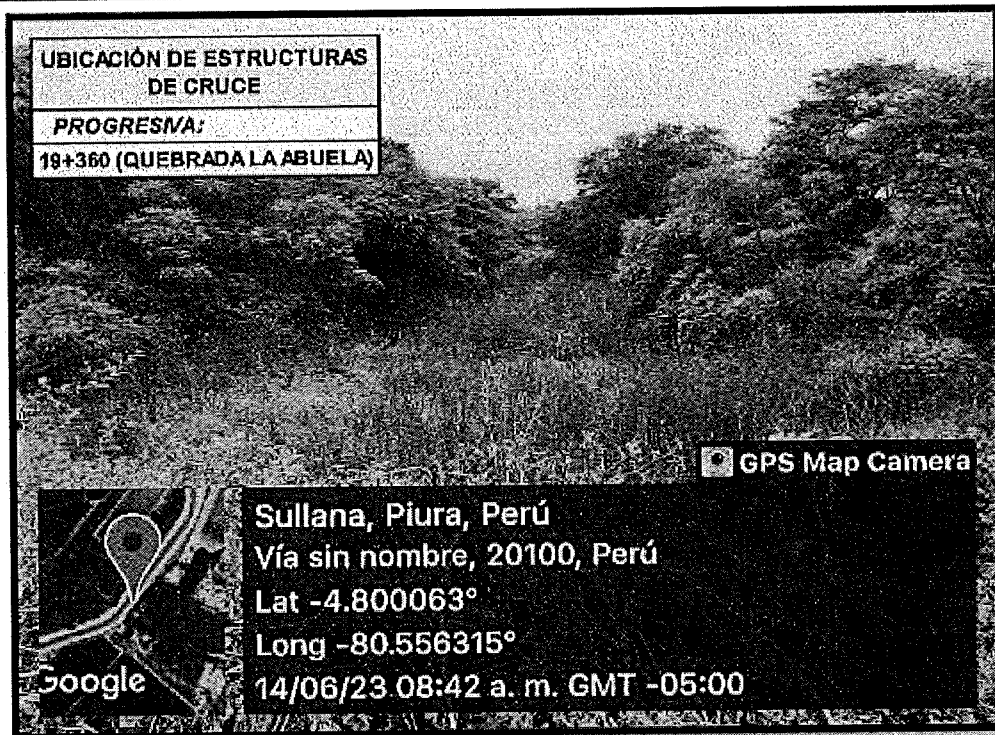 UBICACIÓN DE ESTRUCTURAS
DE CRUCE
PROGRESIVA:
19+360 (QUEBRADA LA ABUELA)
GPS Map Camera
Sullana, Piura, Perú
Vía sin nombre, 20100, Perú
Lat -4.800063°
Long -80.556315°
14/06/23 08:42 a. m. GMT -05:00
Google